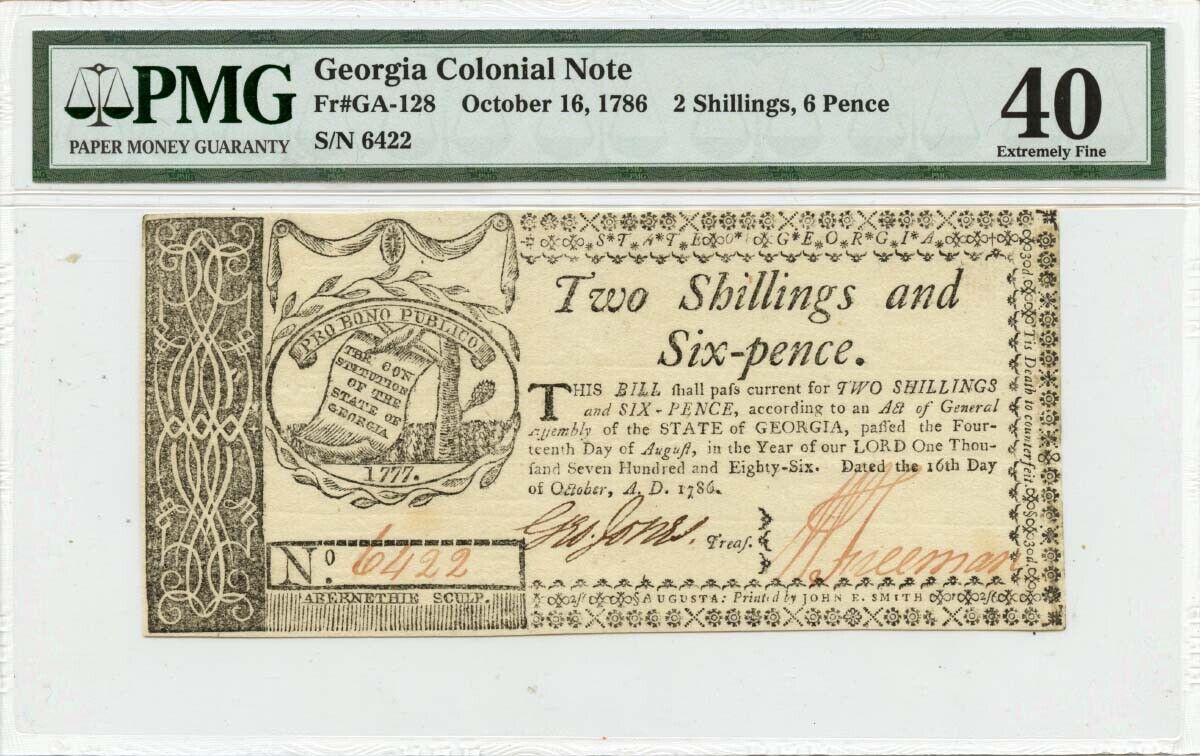 PMG
PAPER MONEY GUARANTY
Georgia Colonial Note
Fr#GA-128 October 16, 1786 2 Shillings, 6 Pence
S/N 6422
40
Extremely Fine
S*T*A*T*E O* G*E*O*R*G*I*A
PRO BONO PUBLICO
THE CON
STITUTION
OF THE
STATE OF
GEORGIA
1777.
No. 6422
ABERNETHIE SCULP.
Two Shillings and
Six-pence.
THIS BILL ſhall paſs current for TWO SHILLINGS
and SIX-PENCE, according to an Act of General
Aſſembly of the STATE of GEORGIA, paſſed the Four-
teenth Day of Auguſt, in the Year of our LORD One Thou-
ſand Seven Hundred and Eighty-Six. Dated the 16th Day
of October, A. D. 1786.
Geo. Jones. Treaſ.
Freeman
'Tis Death to counterfeit
AUGUSTA: Printed by JOHN E. SMITH